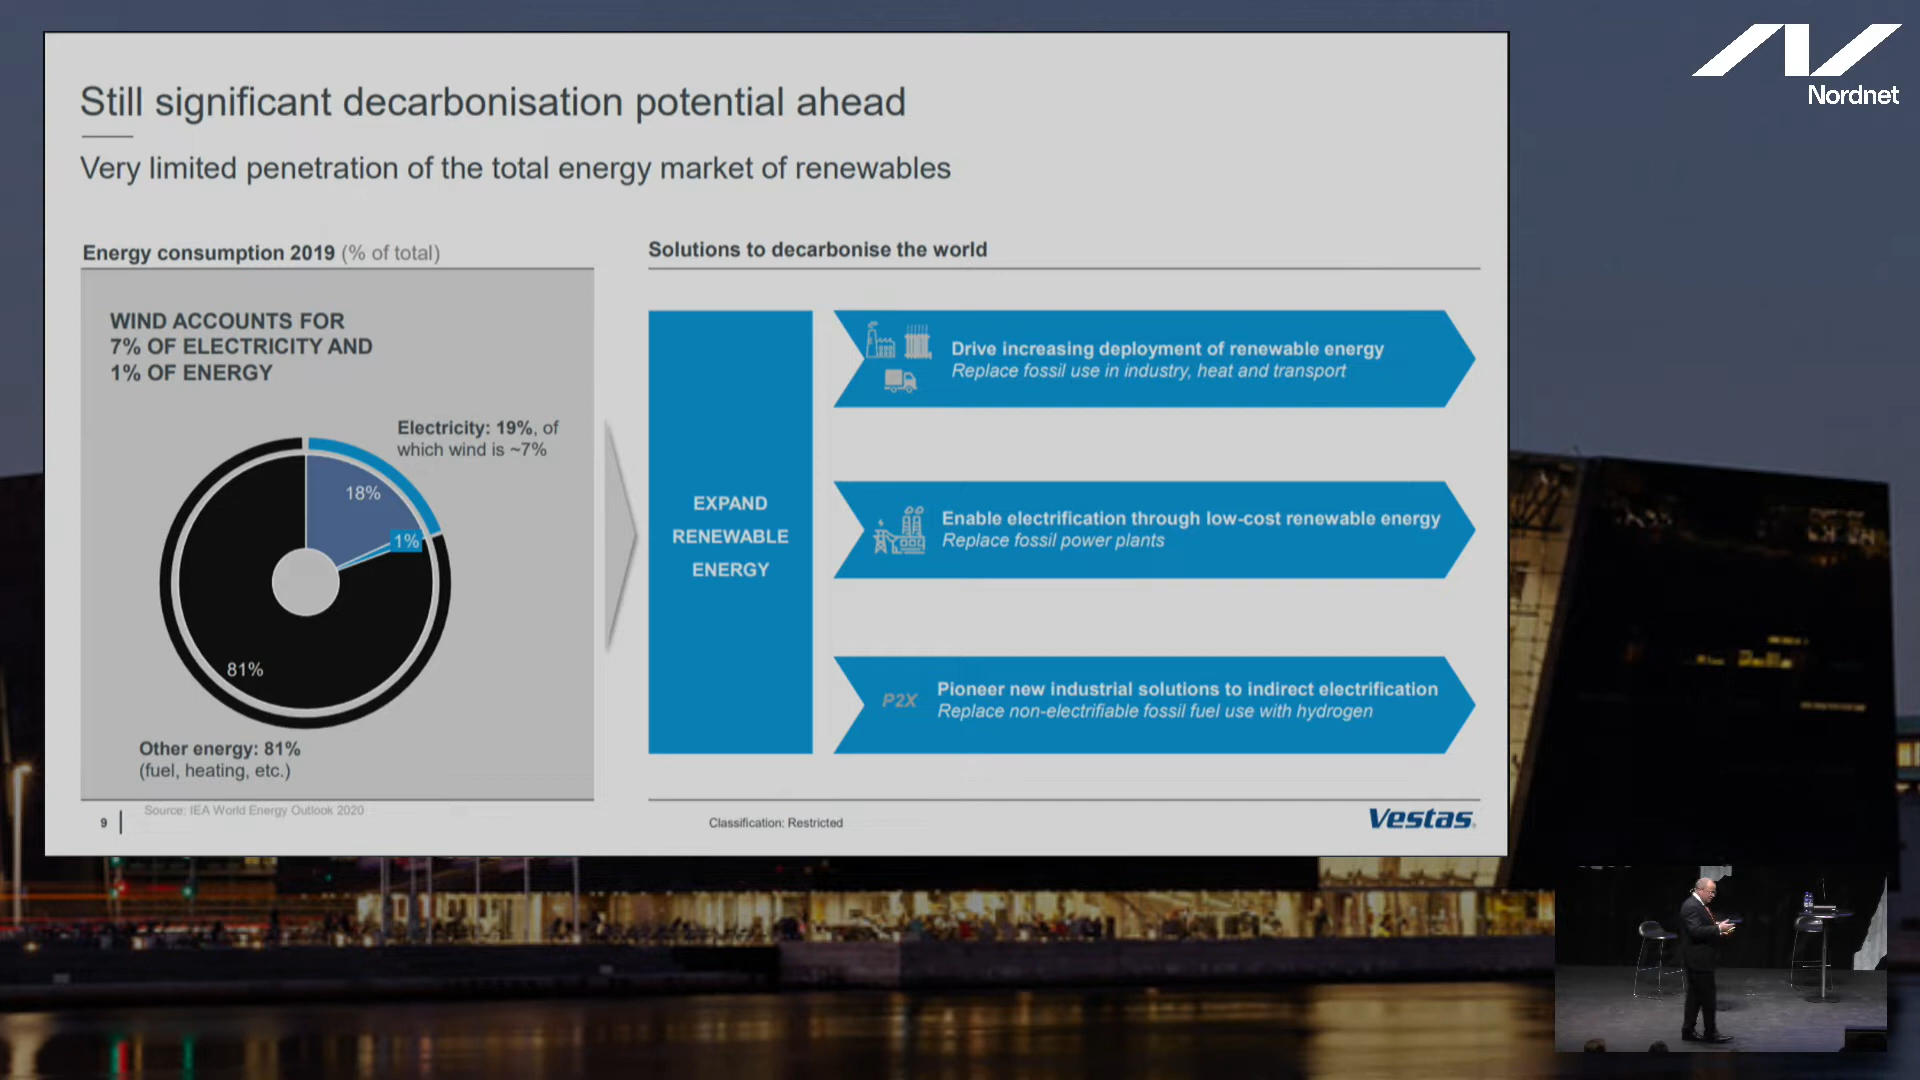 Nordnet
Still significant decarbonisation potential ahead
Very limited penetration of the total energy market of renewables
Energy consumption 2019 (% of total)
WIND ACCOUNTS FOR
7% OF ELECTRICITY AND
1% OF ENERGY
Electricity: 19%, of
which wind is ~7%
18%
1%
81%
Other energy: 81%
(fuel, heating, etc.)
Source: IEA World Energy Outlook 2020
Solutions to decarbonise the world
EXPAND
RENEWABLE
ENERGY
Drive increasing deployment of renewable energy
Replace fossil use in industry, heat and transport
Enable electrification through low-cost renewable energy
Replace fossil power plants
P2X
Pioneer new industrial solutions to indirect electrification
Replace non-electrifiable fossil fuel use with hydrogen
9
Classification: Restricted
Vestas